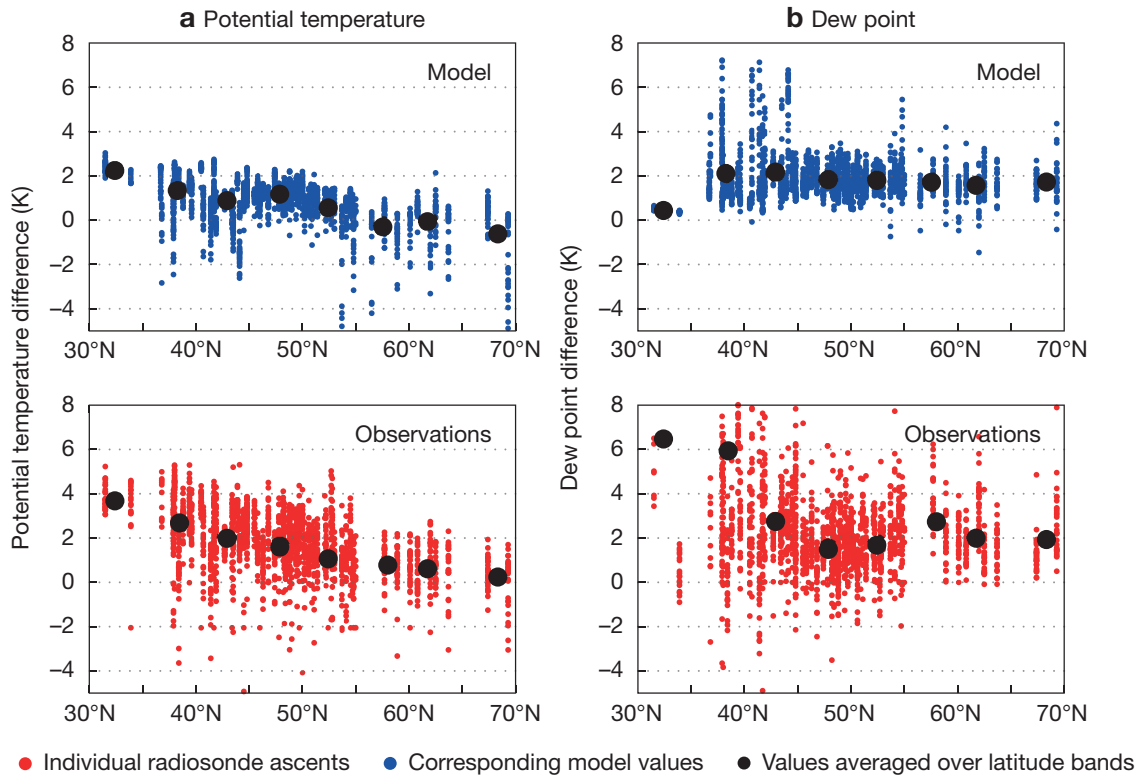 a Potential temperature
b Dew point
8
6
4
2
0
−2
−4
Model
30°N
40°N
50°N
60°N
70°N
8
6
4
2
0
−2
−4
Model
30°N
40°N
50°N
60°N
70°N
Potential temperature difference (K)
Dew point difference (K)
8
6
4
2
0
−2
−4
Observations
30°N
40°N
50°N
60°N
70°N
8
6
4
2
0
−2
−4
Observations
30°N
40°N
50°N
60°N
70°N
Individual radiosonde ascents
Corresponding model values
Values averaged over latitude bands